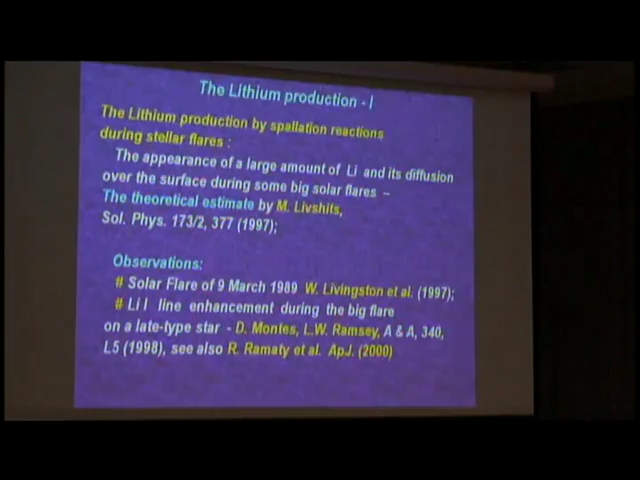 The Lithium production - I
The Lithium production by spallation reactions
during stellar flares :
The appearance of a large amount of Li and its diffusion
over the surface during some big solar flares –
The theoretical estimate by M. Livshits,
Sol. Phys. 173/2, 377 (1997);
Observations:
# Solar Flare of 9 March 1989 W. Livingston et al. (1997);
# Li I line enhancement during the big flare
on a late-type star - D. Montes, L.W. Ramsey, A & A, 340,
L5 (1998), see also R. Ramaty et al. ApJ. (2000)